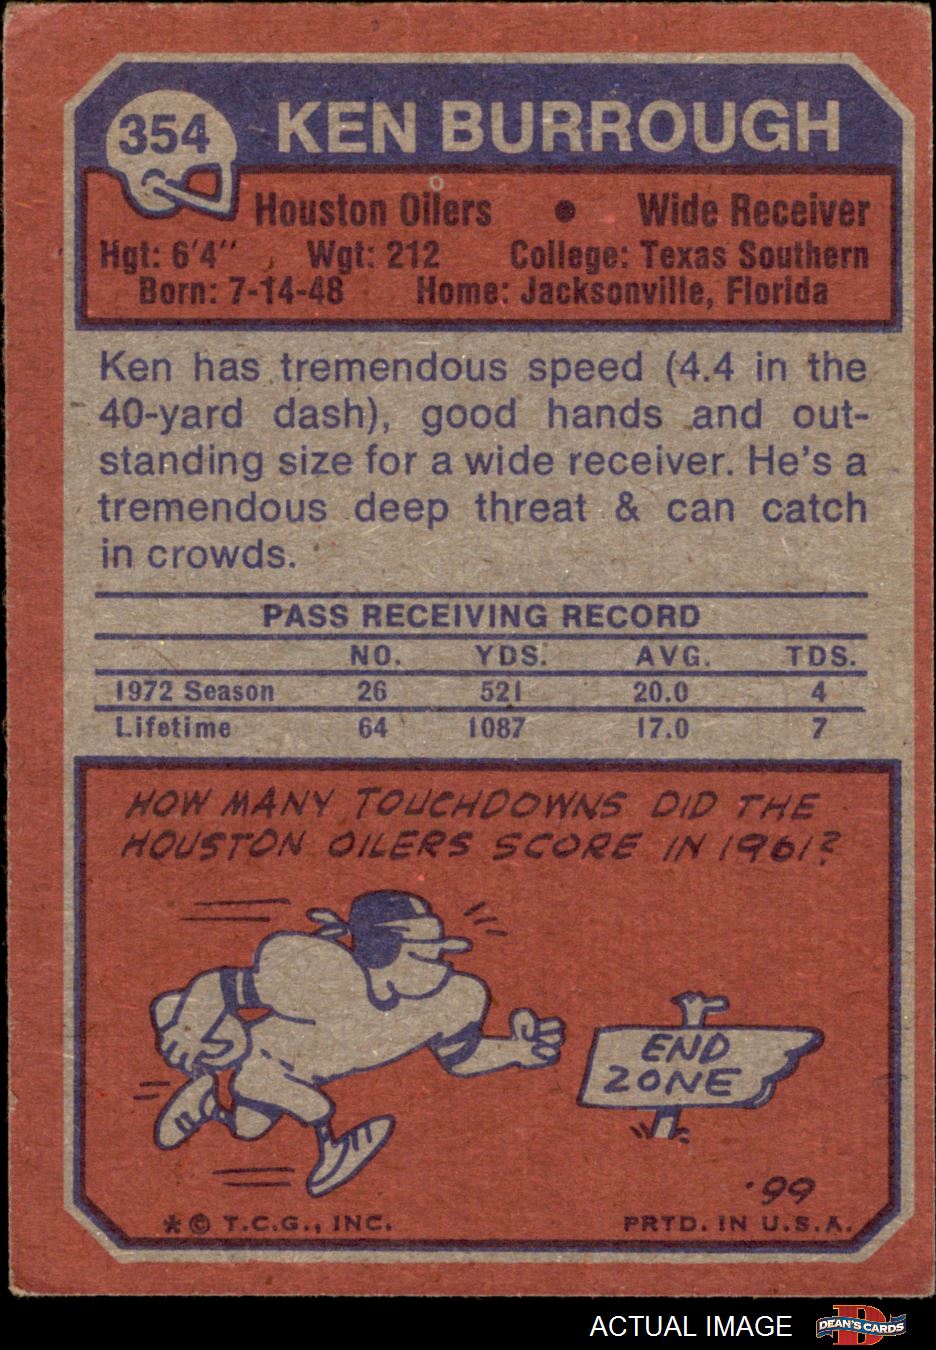 354
KEN BURROUGH
Houston Oilers • Wide Receiver
Hgt: 6'4" Wgt: 212 College: Texas Southern
Born: 7-14-48 Home: Jacksonville, Florida
Ken has tremendous speed (4.4 in the
40-yard dash), good hands and out-
standing size for a wide receiver. He's a
tremendous deep threat & can catch
in crowds.
PASS RECEIVING RECORD
NO. YDS. AVG. TDS.
1972 Season 26 521 20.0 4
Lifetime 64 1087 17.0 7
HOW MANY TOUCHDOWNS DID THE
HOUSTON OILERS SCORE IN 1961?
END
ZONE
'99
* © T.C.G., INC. PRTD. IN U.S.A.
ACTUAL IMAGE
D
DEAN'S CARDS